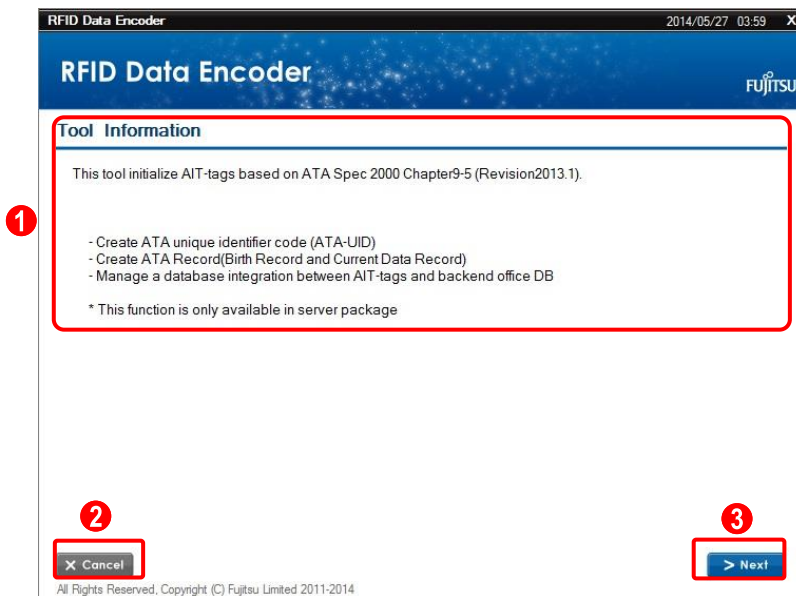 RFID Data Encoder 2014/05/27 03:59 X
RFID Data Encoder
FUJITSU
Tool Information
This tool initialize AIT-tags based on ATA Spec 2000 Chapter9-5 (Revision2013.1).
1
- Create ATA unique identifier code (ATA-UID)
- Create ATA Record(Birth Record and Current Data Record)
- Manage a database integration between AIT-tags and backend office DB
* This function is only available in server package
2 3
X Cancel > Next
All Rights Reserved, Copyright (C) Fujitsu Limited 2011-2014